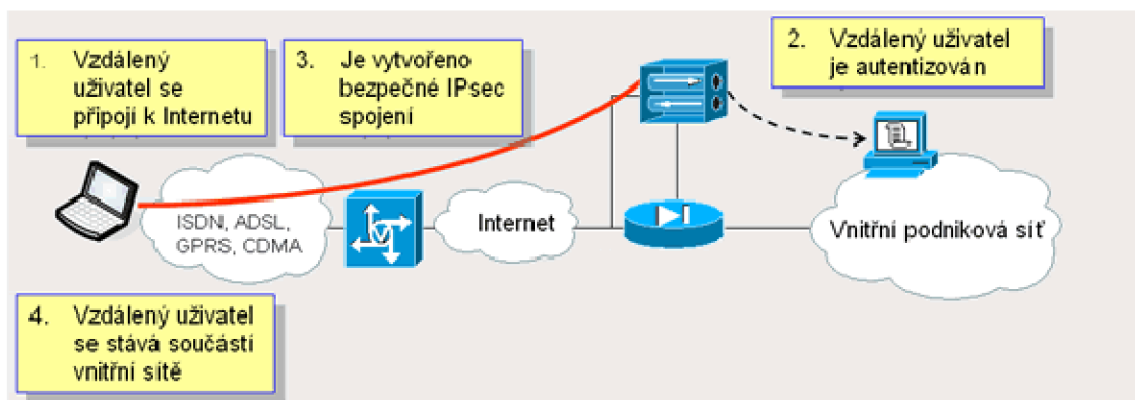 1. Vzdálený
uživatel se
připojí k Internetu
3. Je vytvořeno
bezpečné IPsec
spojení
2. Vzdálený uživatel
je autentizován
ISDN, ADSL,
GPRS, CDMA
V
Internet
Vnitřní podniková síť
4. Vzdálený uživatel
se stává součástí
vnitřní sítě